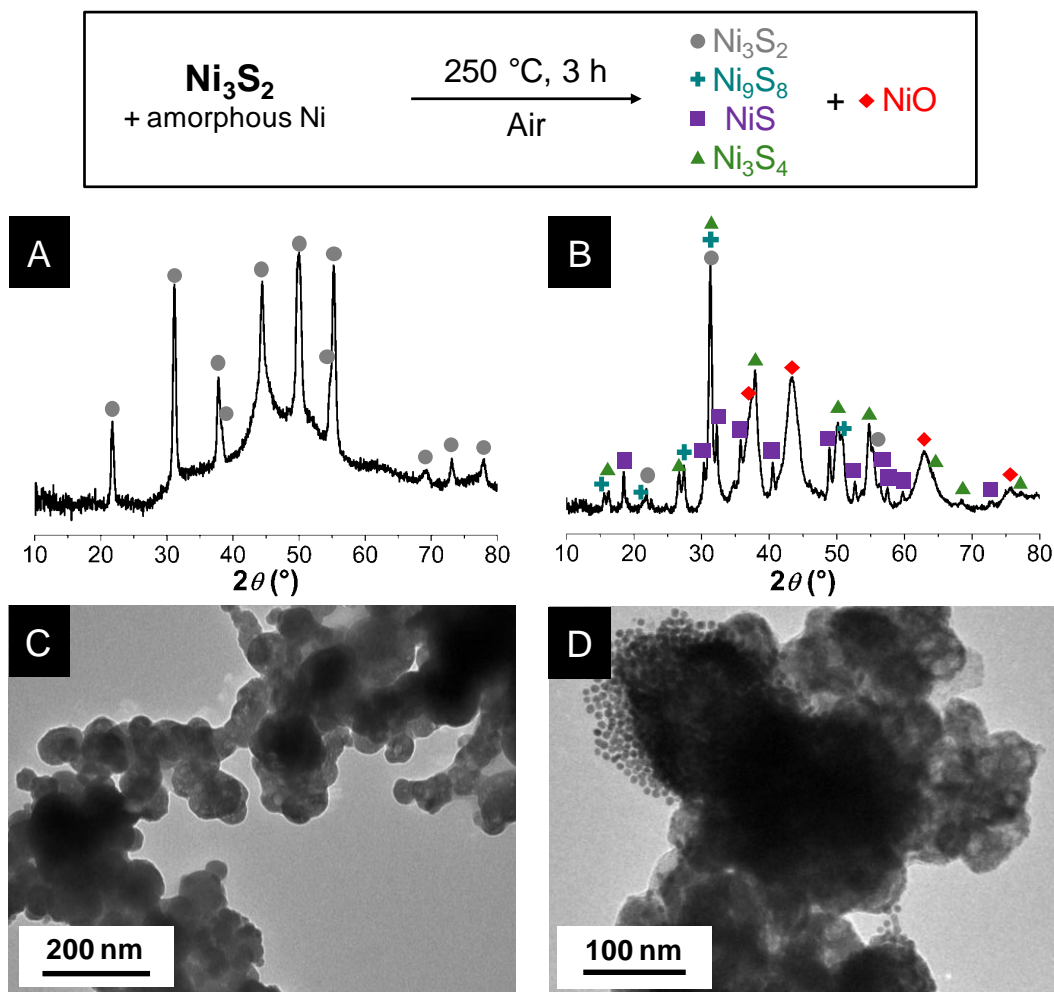 Ni₃S₂
+ amorphous Ni
250 °C, 3 h
Air
Ni₃S₂
Ni₉S₈
NiS
Ni₃S₄
+ NiO
A
10 20 30 40 50 60 70 80
2θ (°)
B
10 20 30 40 50 60 70 80
2θ (°)
C
200 nm
D
100 nm